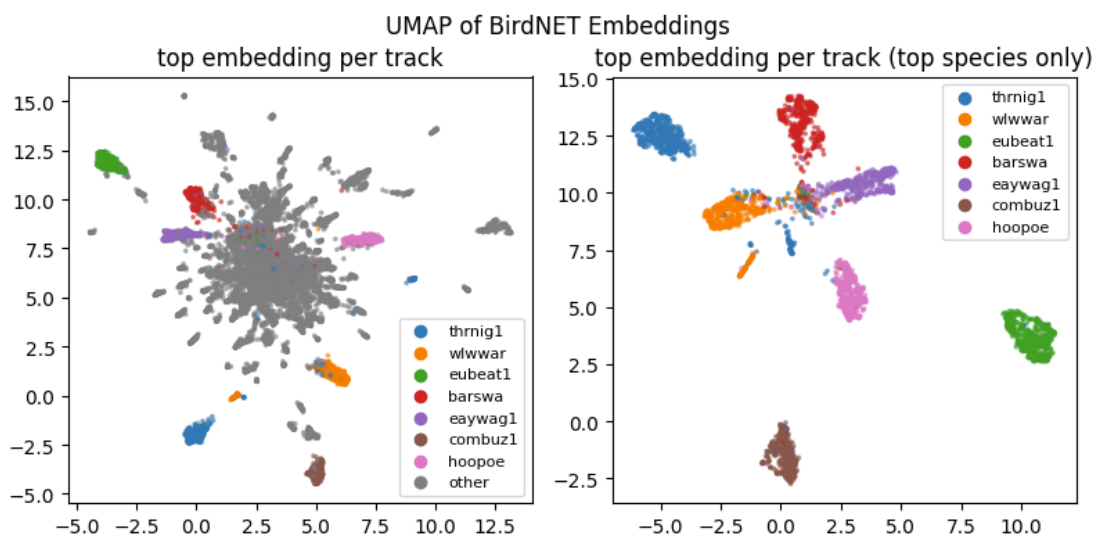 UMAP of BirdNET Embeddings
top embedding per track
15.0
12.5
10.0
7.5
5.0
2.5
0.0
−2.5
−5.0
−5.0 −2.5 0.0 2.5 5.0 7.5 10.0 12.5
thrnig1
wlwwar
eubeat1
barswa
eaywag1
combuz1
hoopoe
other
top embedding per track (top species only)
15.0
12.5
10.0
7.5
5.0
2.5
0.0
−2.5
−5.0 −2.5 0.0 2.5 5.0 7.5 10.0
thrnig1
wlwwar
eubeat1
barswa
eaywag1
combuz1
hoopoe